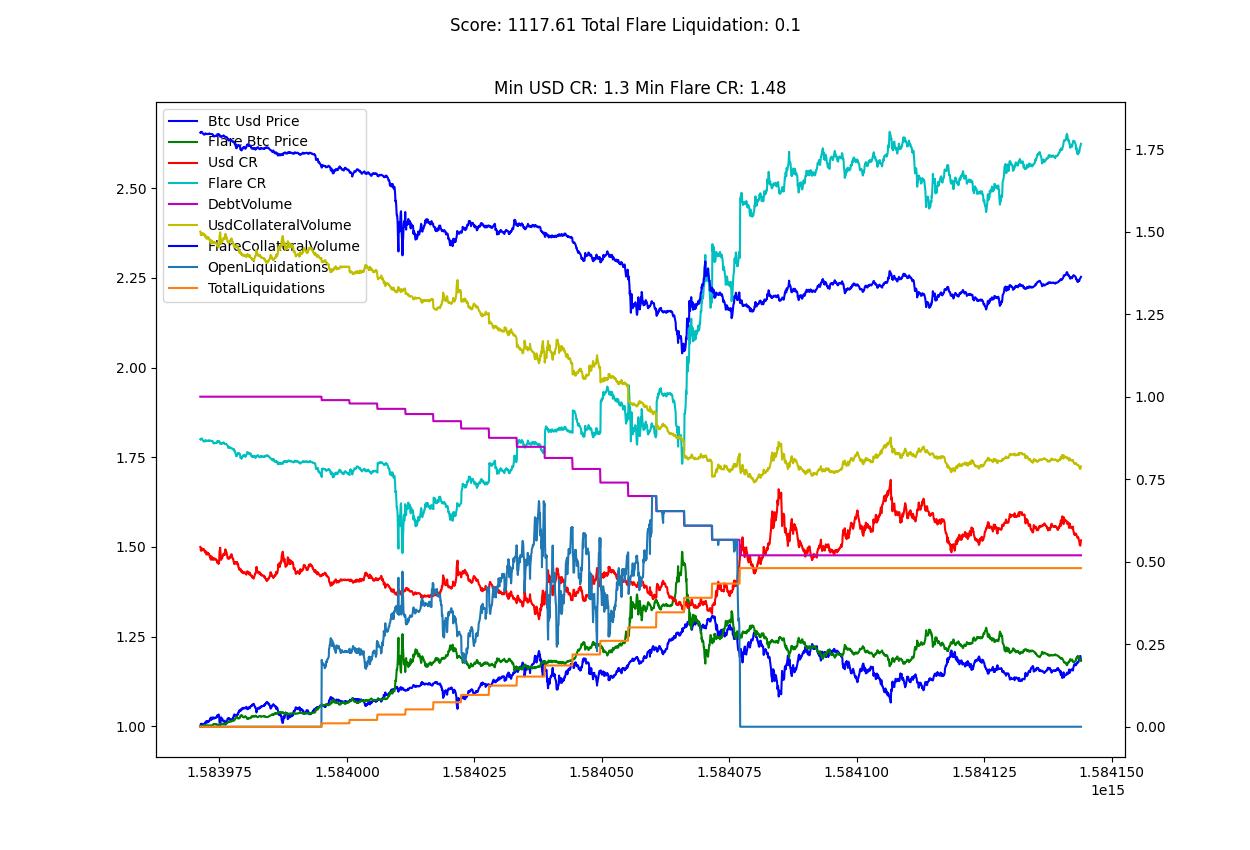 Score: 1117.61 Total Flare Liquidation: 0.1
Min USD CR: 1.3 Min Flare CR: 1.48
Btc Usd Price
Flare Btc Price
Usd CR
Flare CR
DebtVolume
UsdCollateralVolume
FlareCollateralVolume
OpenLiquidations
TotalLiquidations
2.50
2.25
2.00
1.75
1.50
1.25
1.00
1.75
1.50
1.25
1.00
0.75
0.50
0.25
0.00
1.583975
1.584000
1.584025
1.584050
1.584075
1.584100
1.584125
1.584150
1e15